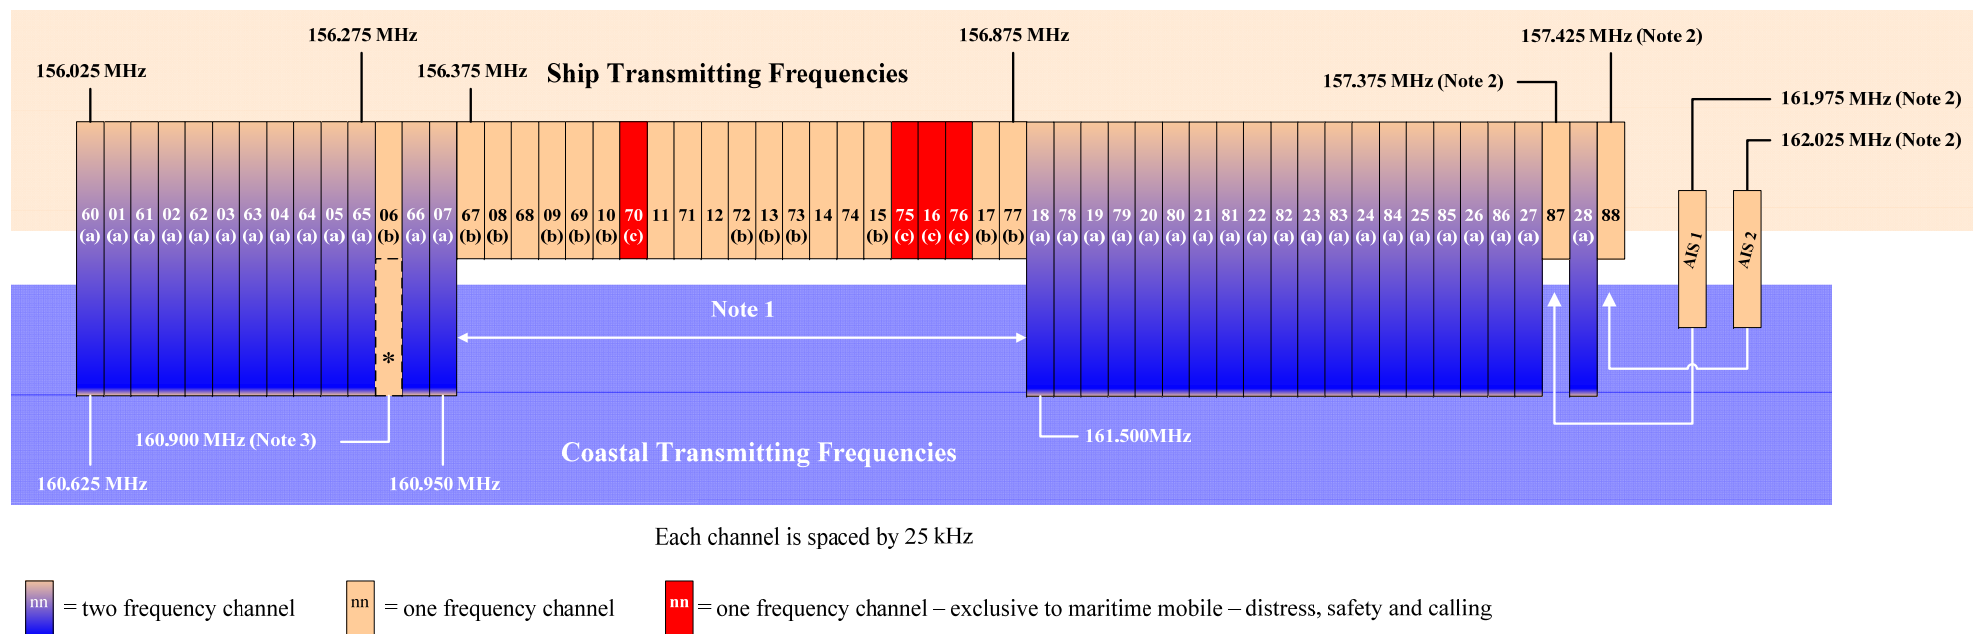 156.275 MHz
156.875 MHz
157.425 MHz (Note 2)
156.025 MHz
156.375 MHz
Ship Transmitting Frequencies
157.375 MHz (Note 2)
161.975 MHz (Note 2)
162.025 MHz (Note 2)
60 01 61 02 62 03 63 04 64 05 65 06 66 07 67 08 68 09 69 10 70 11 71 12 72 13 73 14 74 15 75 16 76 17 77 18 78 19 79 20 80 21 81 22 82 23 83 24 84 25 85 26 86 27 87 28 88
(a) (a) (a) (a) (a) (a) (a) (a) (a) (a) (a) (b) (a) (a) (b) (b) (b) (b) (b) (c) (b) (b) (b) (b) (c) (c) (c) (b) (b) (a) (a) (a) (a) (a) (a) (a) (a) (a) (a) (a) (a) (a) (a) (a) (a) (a) (a) (a) (a)
AIS 1
AIS 2
Note 1
*
160.900 MHz (Note 3)
161.500MHz
Coastal Transmitting Frequencies
160.625 MHz
160.950 MHz
Each channel is spaced by 25 kHz
nn = two frequency channel
nn = one frequency channel
nn = one frequency channel – exclusive to maritime mobile – distress, safety and calling